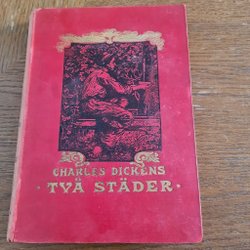 CHARLES DICKENS
· TVÅ STÄDER ·